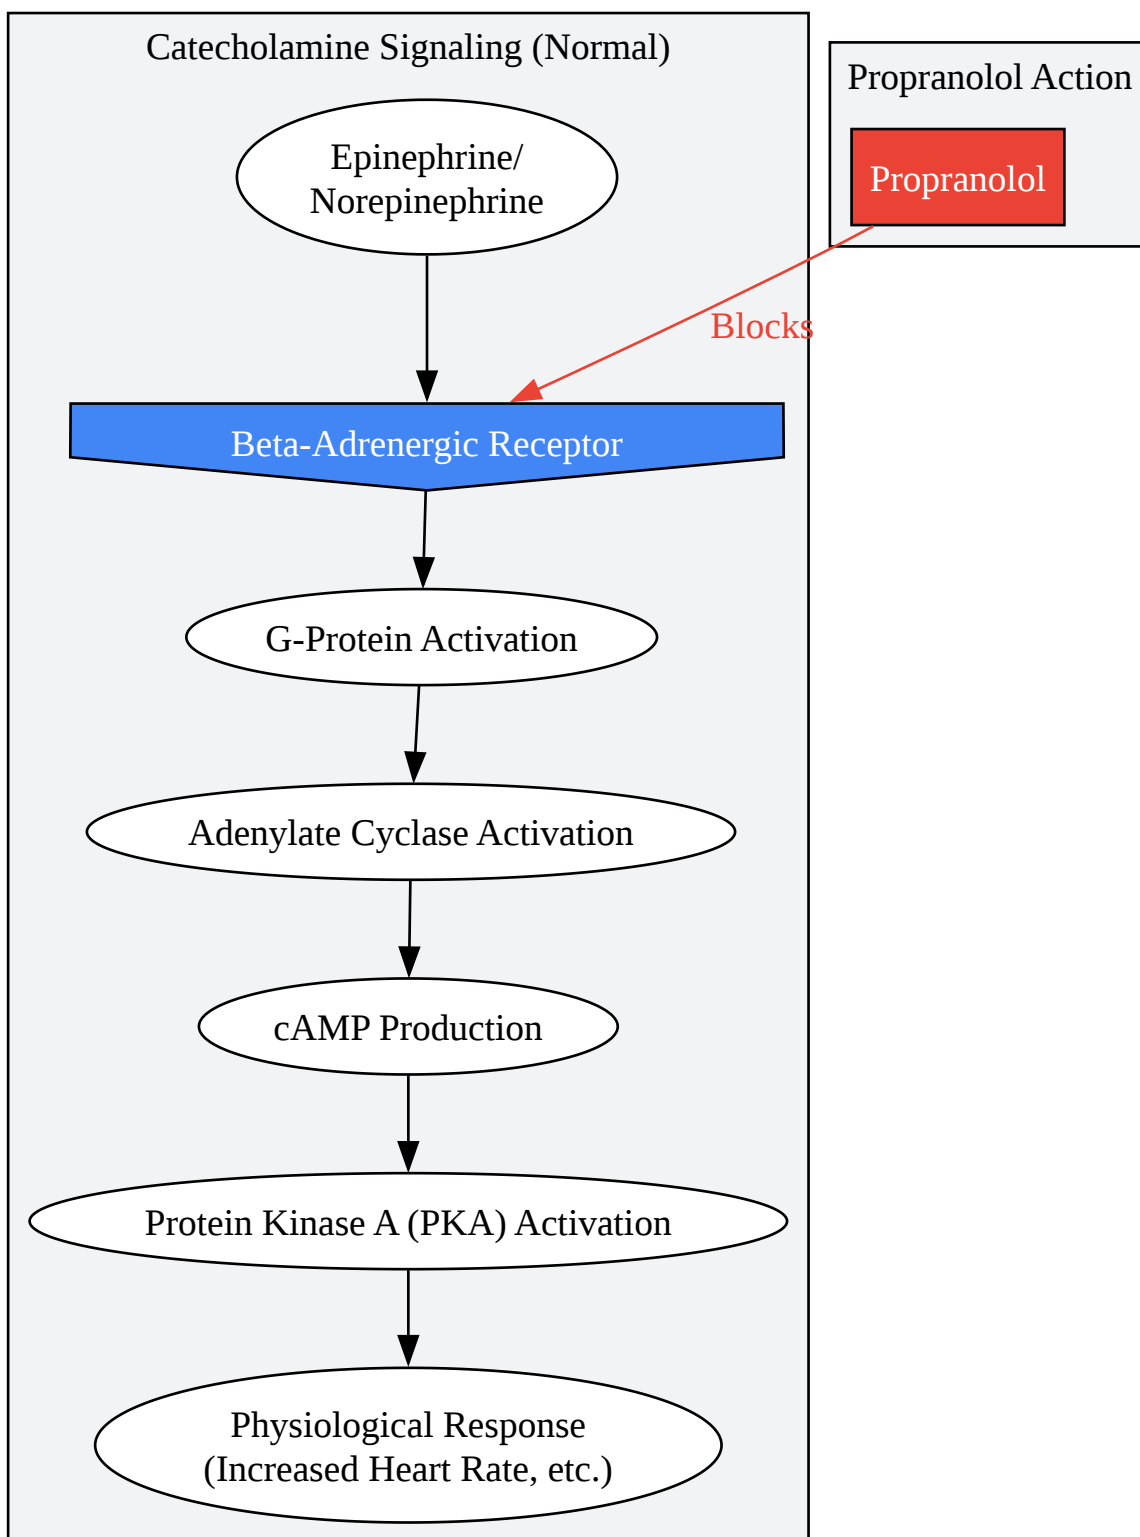 Catecholamine Signaling (Normal)
Propranolol Action
Epinephrine/
Norepinephrine
Propranolol
Blocks
Beta-Adrenergic Receptor
G-Protein Activation
Adenylate Cyclase Activation
cAMP Production
Protein Kinase A (PKA) Activation
Physiological Response
(Increased Heart Rate, etc.)